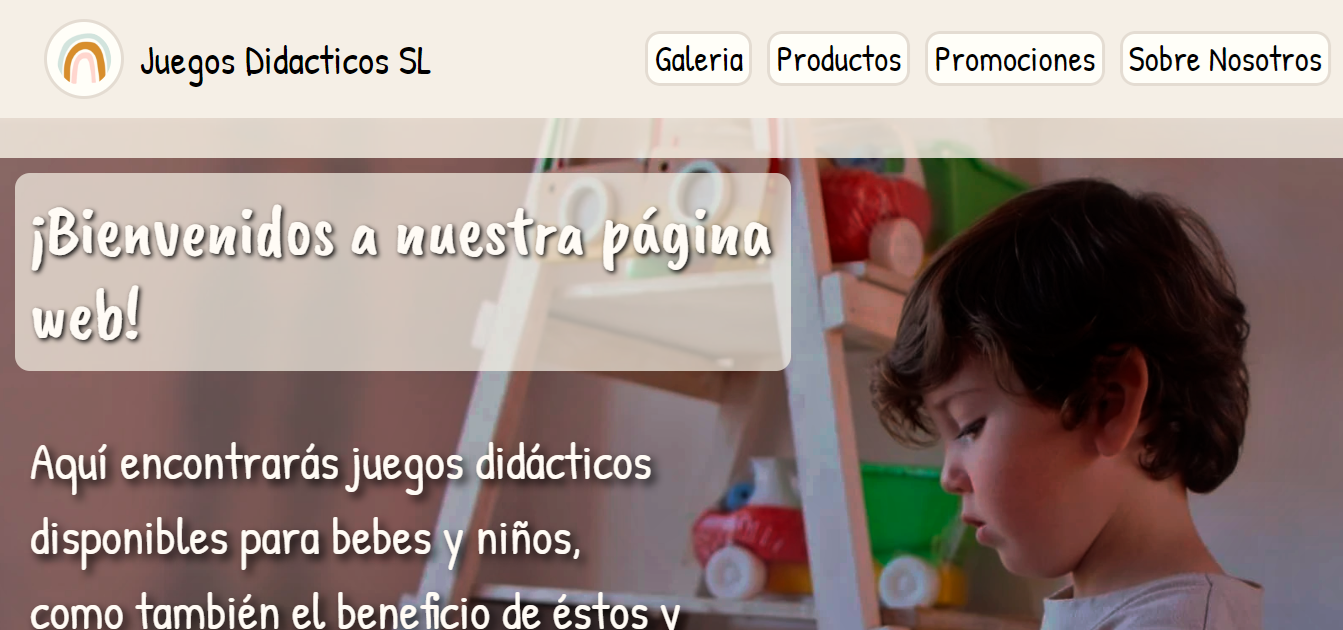 Juegos Didacticos SL
Galeria
Productos
Promociones
Sobre Nosotros
¡Bienvenidos a nuestra página
web!
Aquí encontrarás juegos didácticos
disponibles para bebes y niños,
como también el beneficio de éstos y